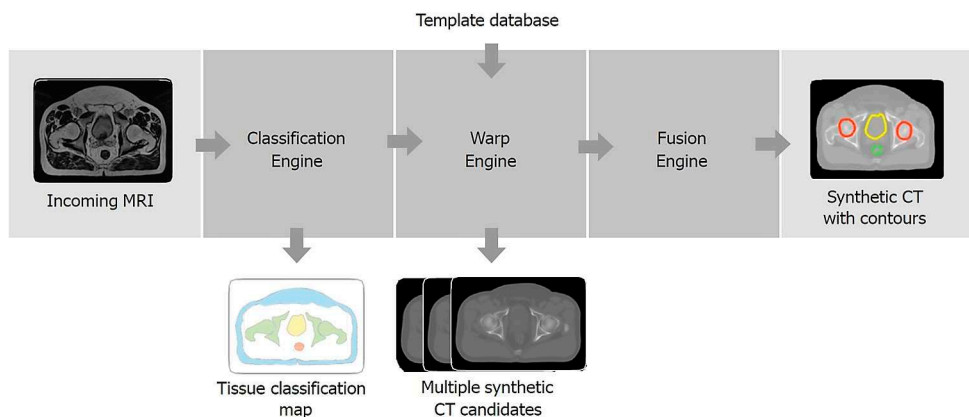 Template database
Incoming MRI
Classification
Engine
Warp
Engine
Fusion
Engine
Synthetic CT
with contours
Tissue classification
map
Multiple synthetic
CT candidates